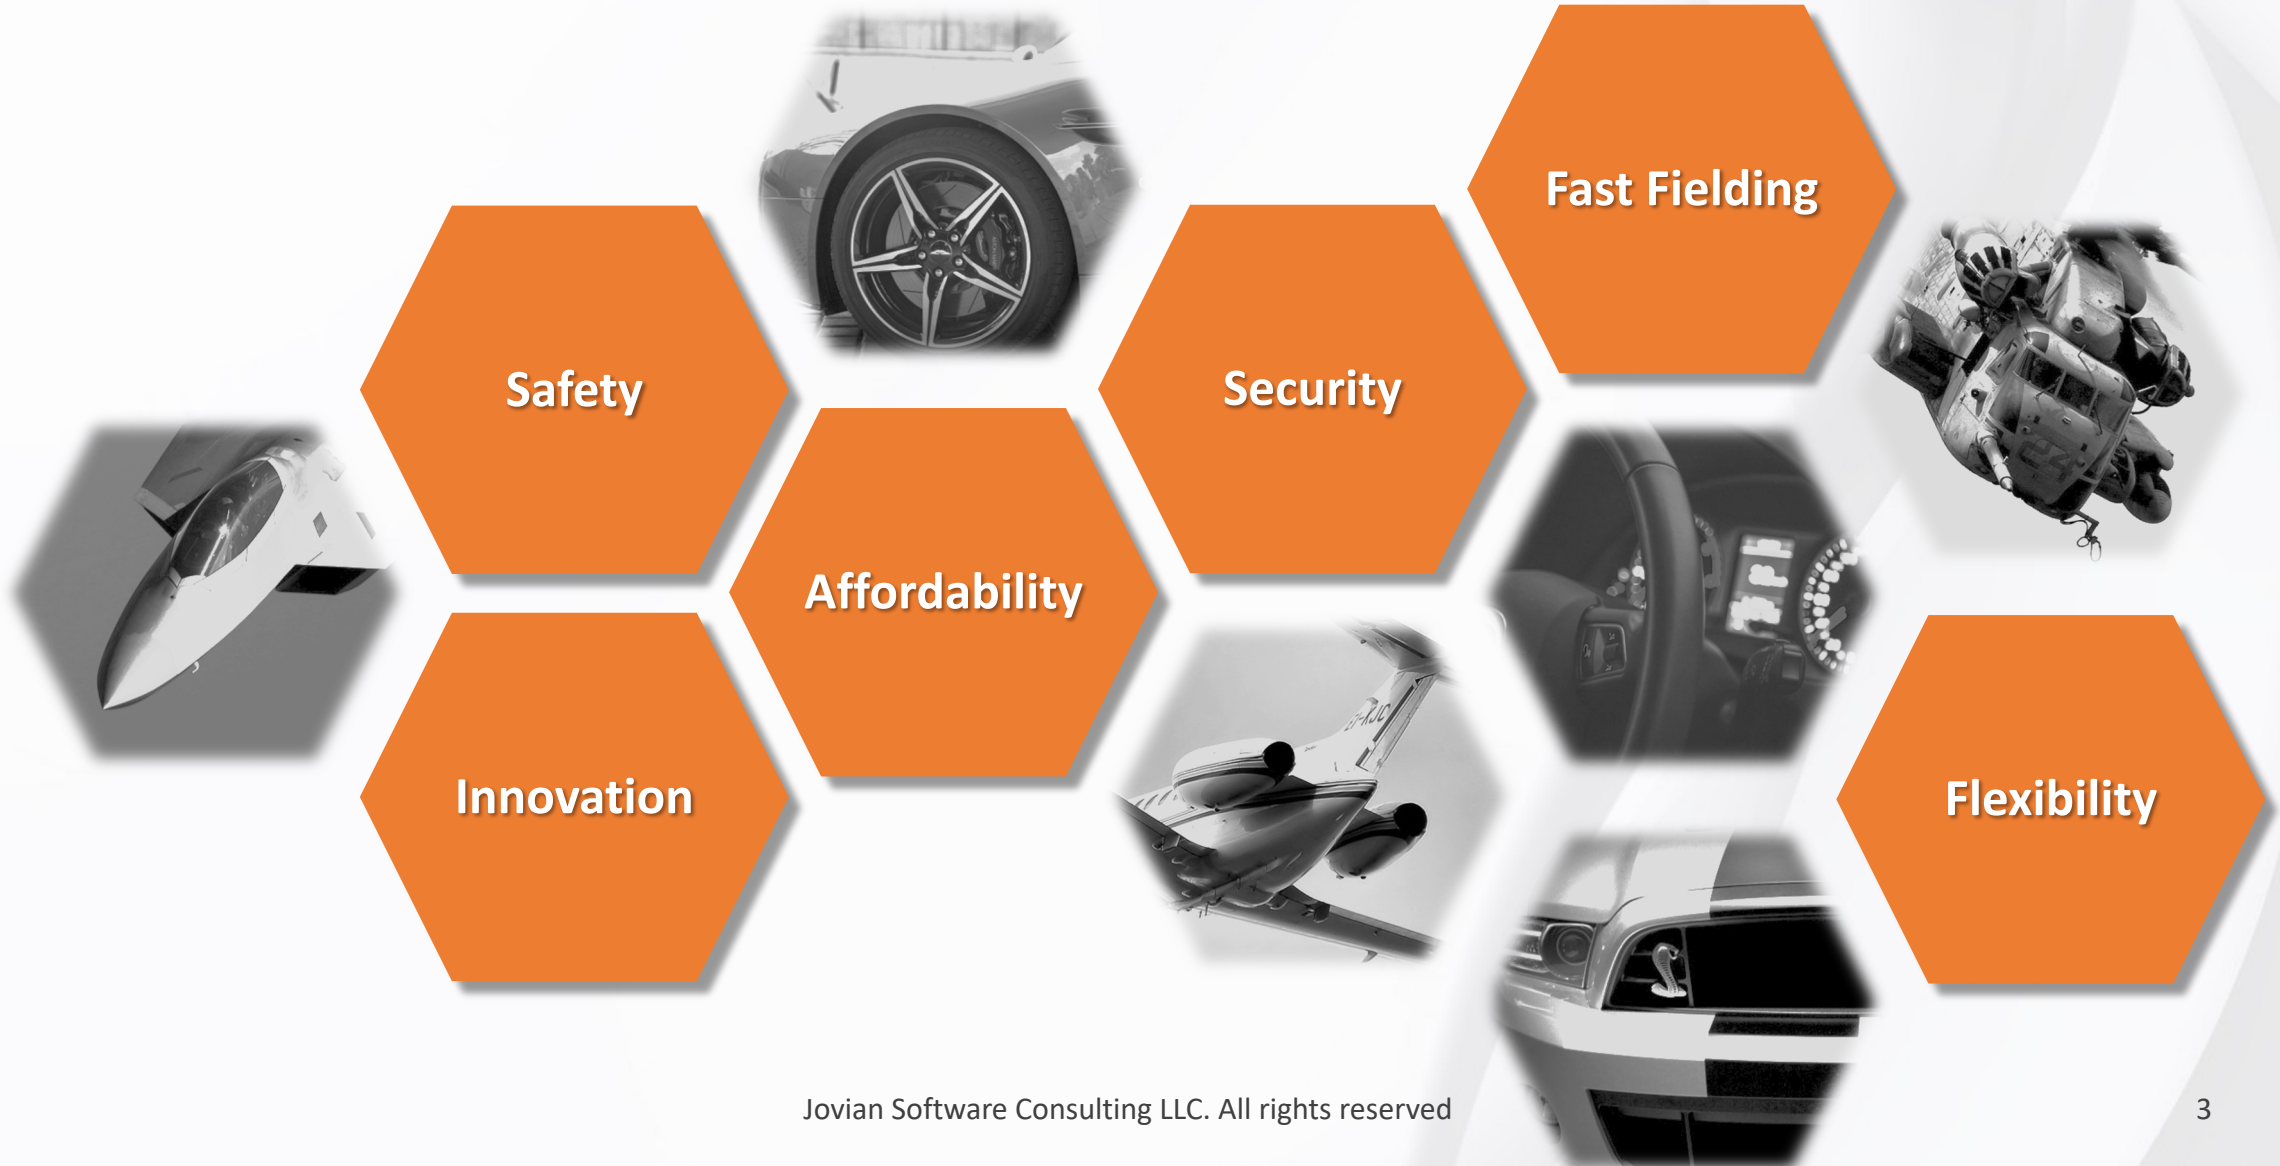 Fast Fielding
Safety
Security
Affordability
Innovation
Flexibility
Jovian Software Consulting LLC. All rights reserved
3